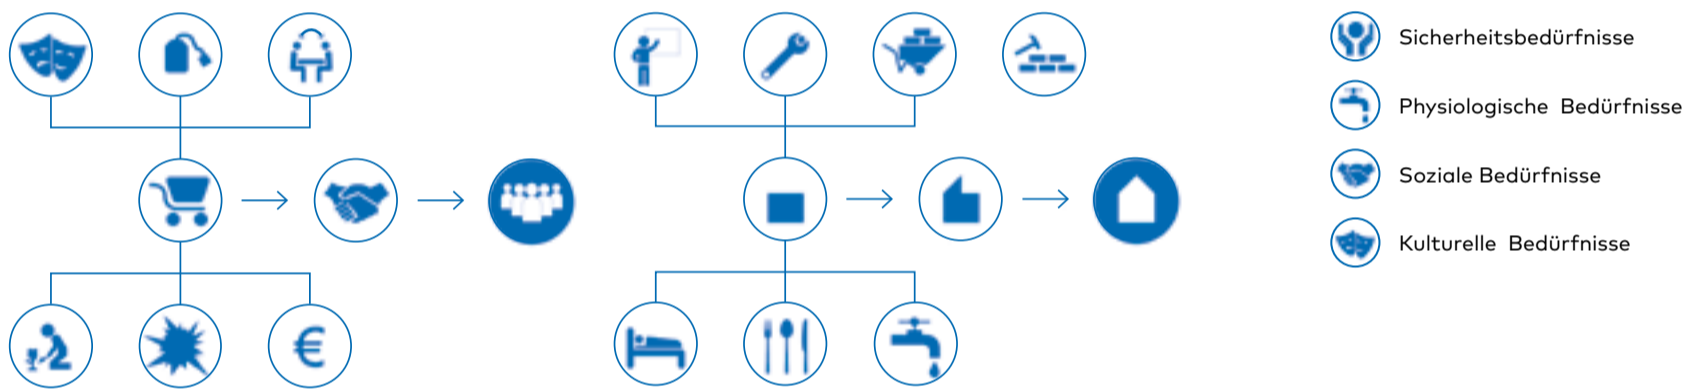 Sicherheitsbedürfnisse
Physiologische Bedürfnisse
Soziale Bedürfnisse
Kulturelle Bedürfnisse
€